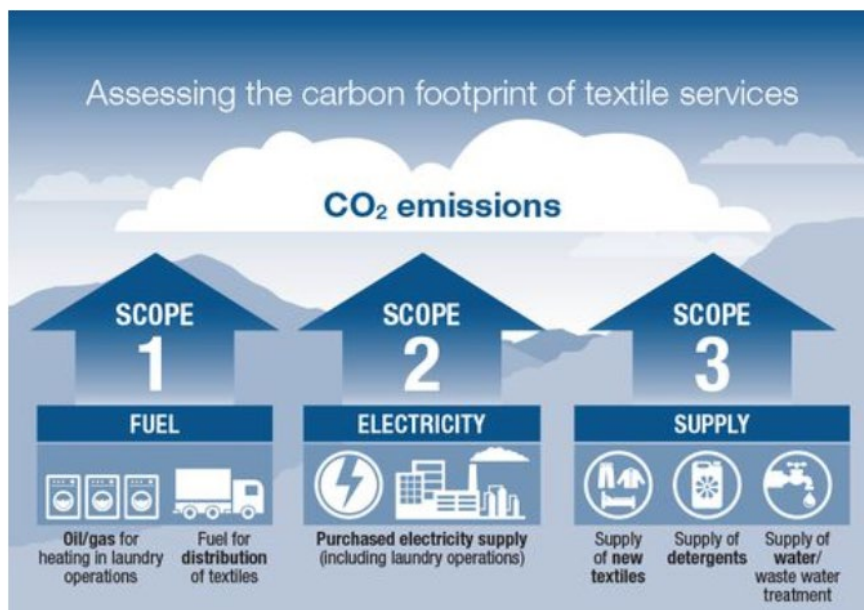 Assessing the carbon footprint of textile services
CO₂ emissions
SCOPE
1
SCOPE
2
SCOPE
3
FUEL
ELECTRICITY
SUPPLY
Oil/gas for
heating in laundry
operations
Fuel for
distribution
of textiles
Purchased electricity supply
(including laundry operations)
Supply
of new
textiles
Supply of
detergents
Supply of
water/
waste water
treatment